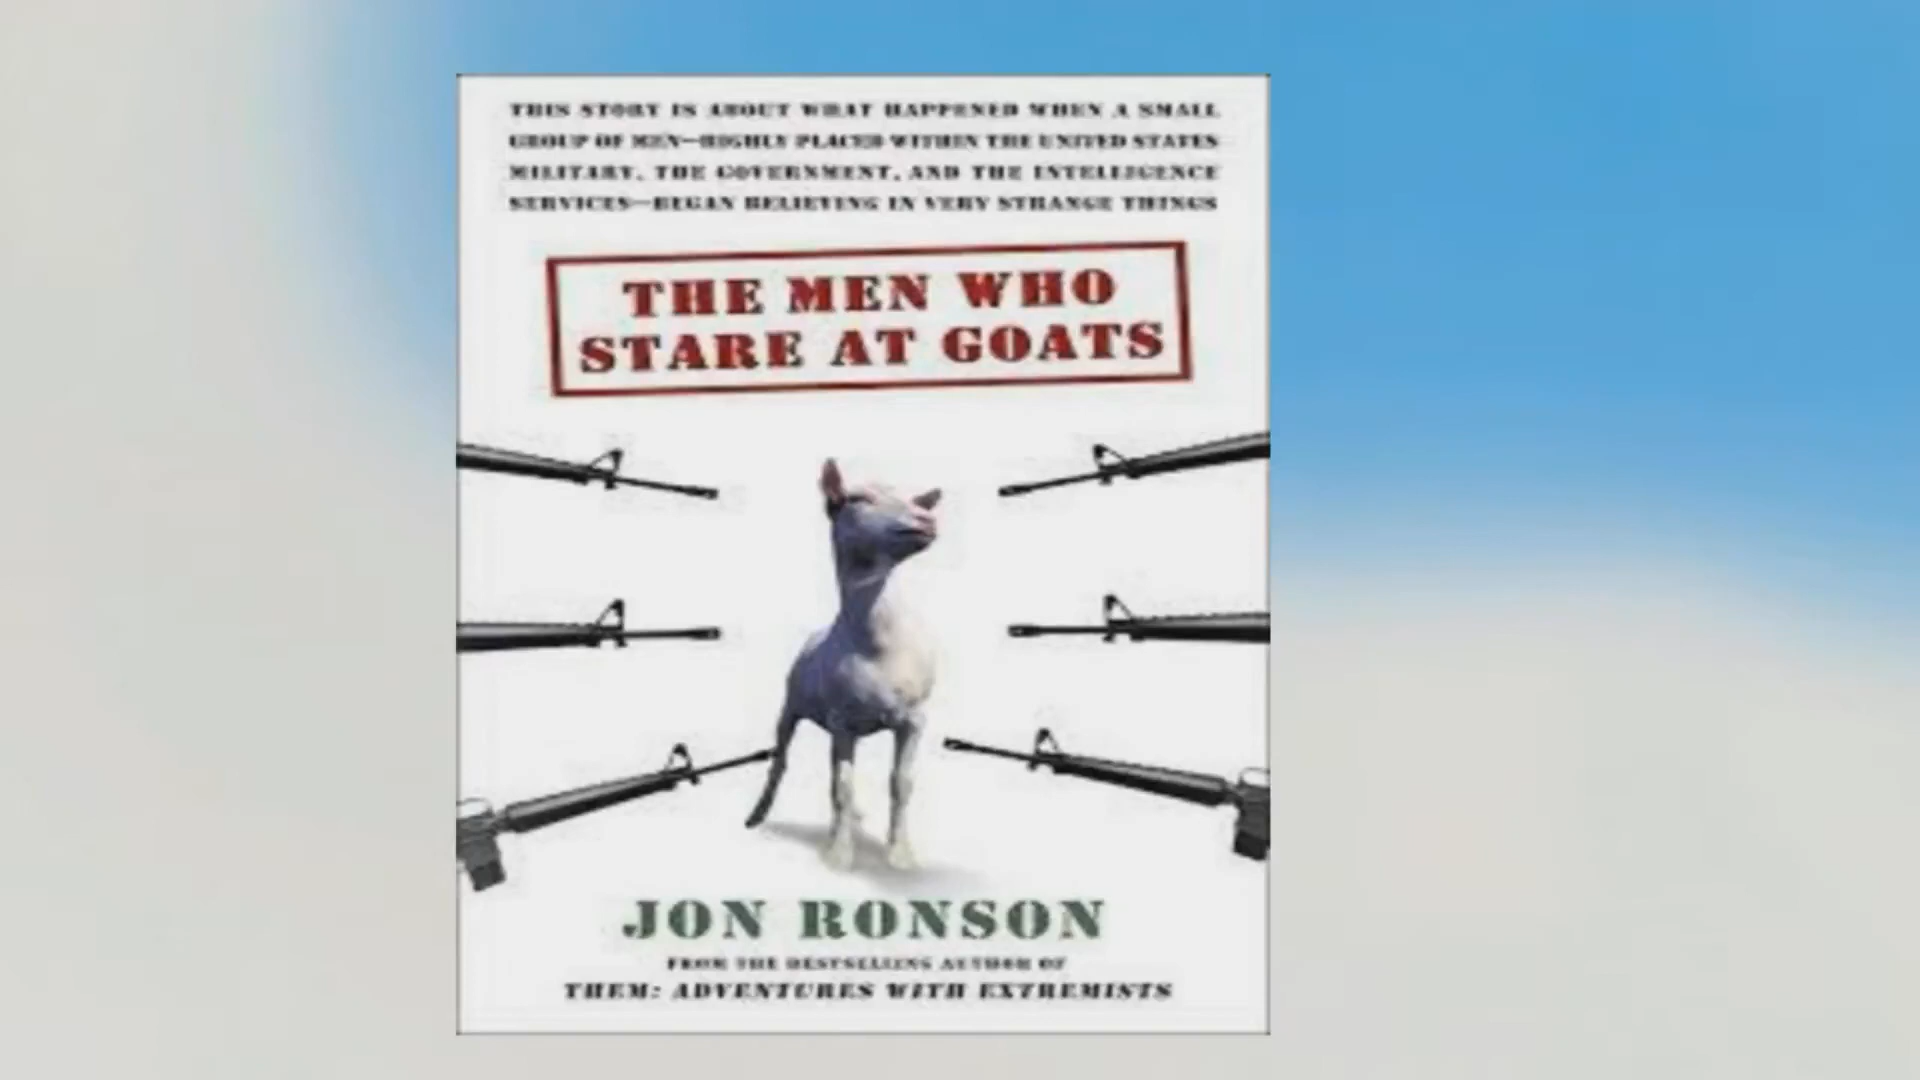 THIS STORY IS ABOUT WHAT HAPPENED WHEN A SMALL
GROUP OF MEN—HIGHLY PLACED WITHIN THE UNITED STATES
MILITARY, THE GOVERNMENT, AND THE INTELLIGENCE
SERVICES—BEGAN BELIEVING IN VERY STRANGE THINGS
THE MEN WHO
STARE AT GOATS
JON RONSON
FROM THE BESTSELLING AUTHOR OF
THEM: ADVENTURES WITH EXTREMISTS